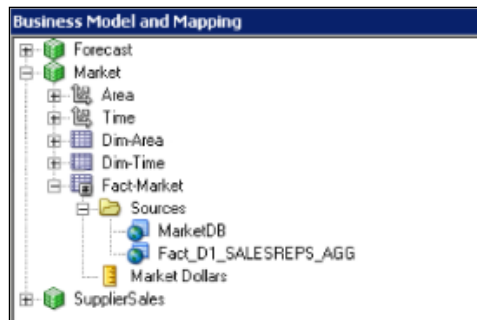 Business Model and Mapping
Forecast
Market
Area
Time
Dim-Area
Dim-Time
Fact-Market
Sources
MarketDB
Fact_D1_SALESREPS_AGG
Market Dollars
SupplierSales